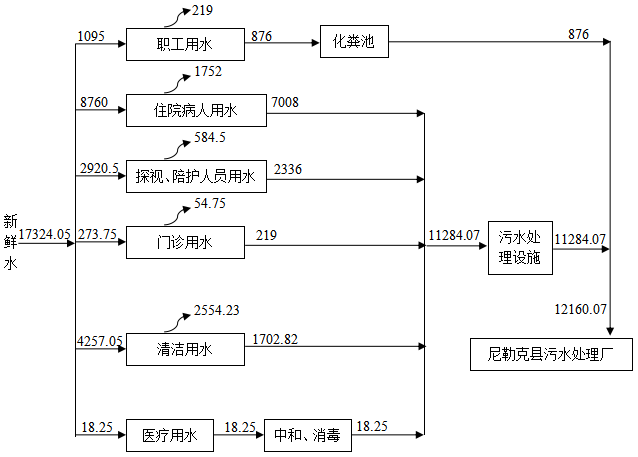 219
1095
职工用水
876
化粪池
876
1752
8760
住院病人用水
7008
584.5
2920.5
探视、陪护人员用水
2336
54.75
新
鲜
水
17324.05
273.75
门诊用水
219
11284.07
污水处
理设施
11284.07
2554.23
4257.05
清洁用水
1702.82
12160.07
尼勒克县污水处理厂
18.25
医疗用水
18.25
中和、消毒
18.25